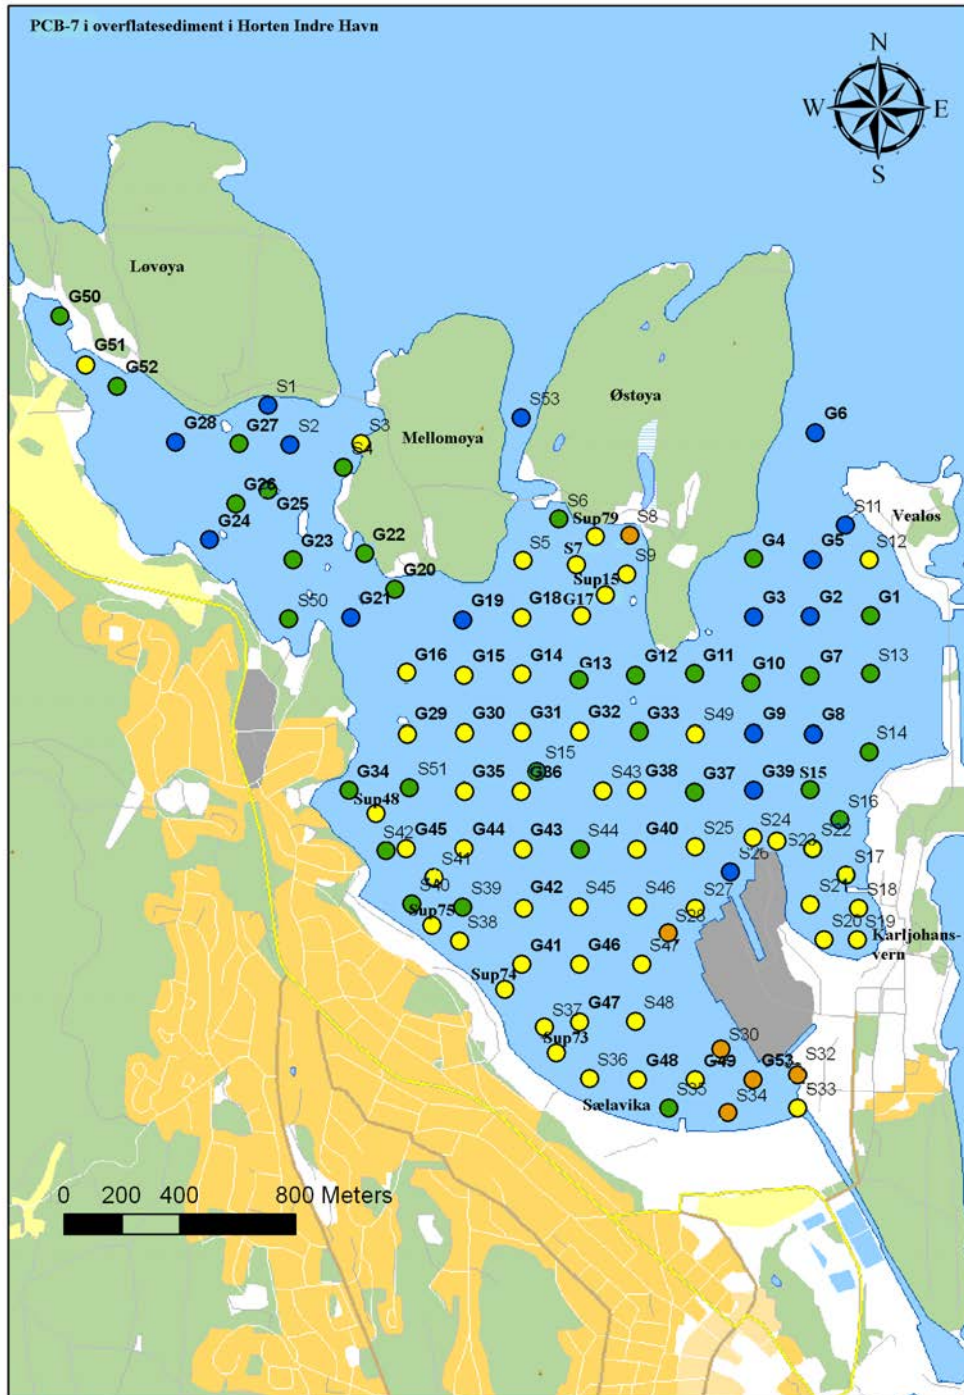 PCB-7 i overflatesediment i Horten Indre Havn
N
W E
S
Løvøya
G50
G51
G52
S1
Østøya
S53
G6
G28 G27 S2 S3
Mellomøya
S4
G26
G25
S6
Sup79 S8
S11
Vealøs
G24
G23
G22
S5
S7
S9
G4
G5
S12
G20
Sup15
S50
G21
G19
G18
G17
G3
G2
G1
G16
G15
G14
G13
G12
G11
G10
G7
S13
G29
G30
G31
G32
G33
S49
G9
G8
S14
S15
G34
S51
G35
G36
S43
G38
G37
G39
S15
Sup48
S16
S42
G45
G44
G43
S44
G40
S25
S24
S23
S22
S41
S26
S17
S40
S39
G42
S45
S46
S27
S21
S18
Sup75
S38
S28
S20
S19
Karljohans-
vern
G41
G46
S47
Sup74
S37
G47
S48
Sup73
S30
S36
G48
G49
G53
S32
Sælavika
S35
S34
S33
0 200 400 800 Meters